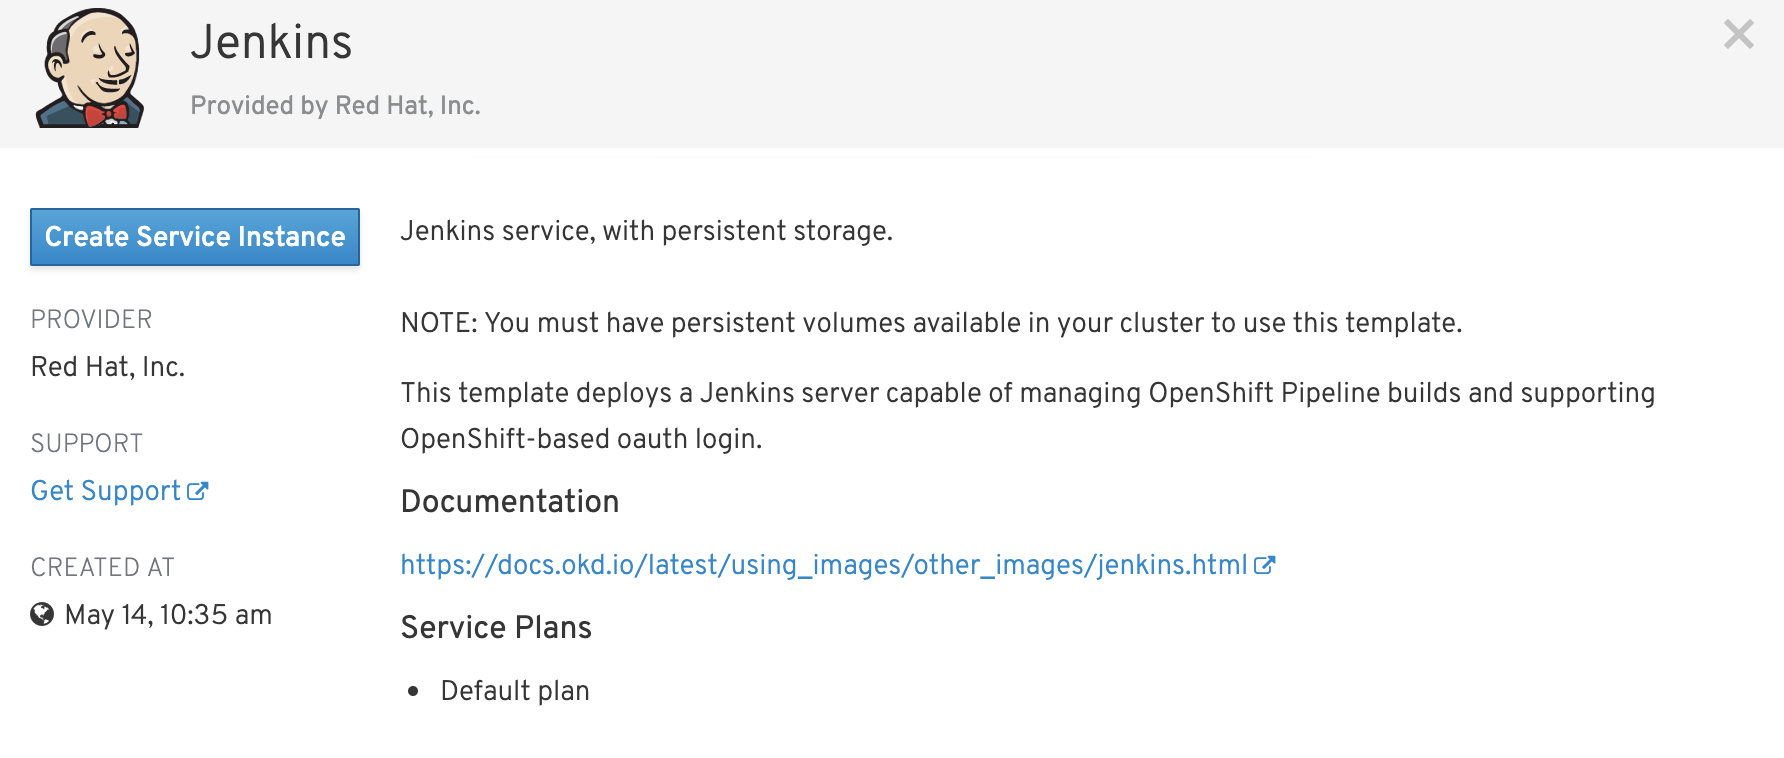 Jenkins
Provided by Red Hat, Inc.
Create Service Instance
PROVIDER
Red Hat, Inc.
SUPPORT
Get Support
CREATED AT
May 14, 10:35 am
Jenkins service, with persistent storage.
NOTE: You must have persistent volumes available in your cluster to use this template.
This template deploys a Jenkins server capable of managing OpenShift Pipeline builds and supporting
OpenShift-based oauth login.
Documentation
https://docs.okd.io/latest/using_images/other_images/jenkins.html
Service Plans
Default plan